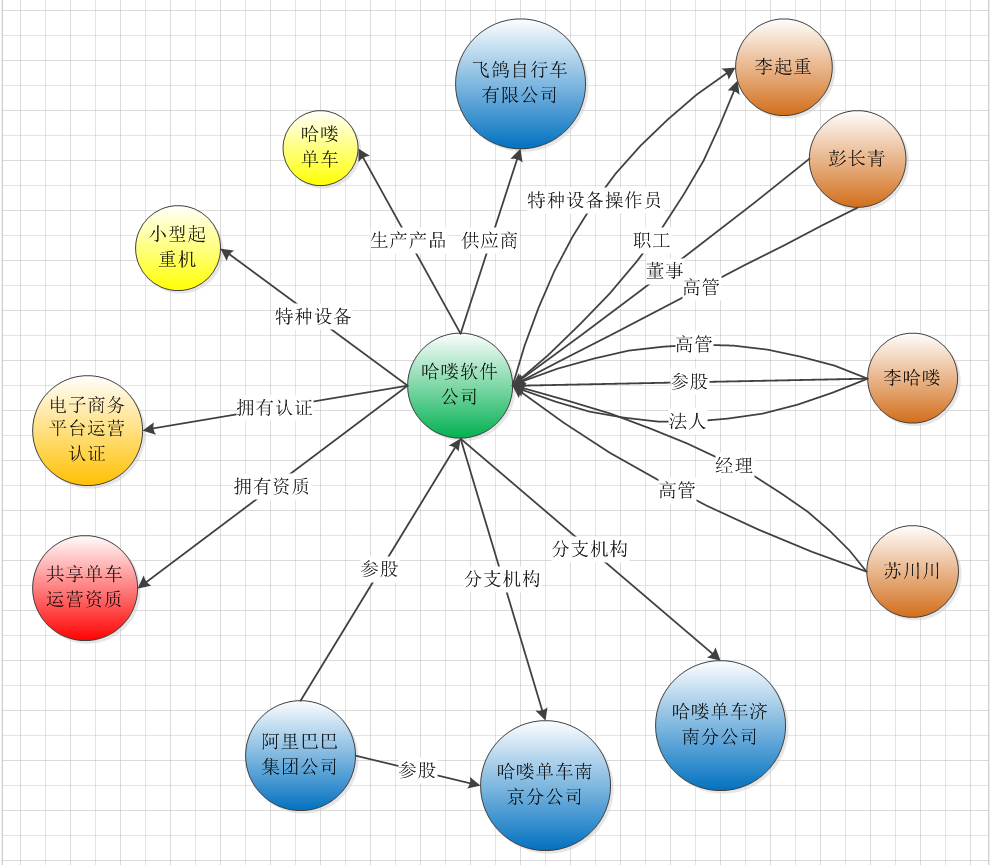 飞鸽自行车
有限公司
李起重
哈喽
单车
彭长青
特种设备操作员
小型起
重机
生产产品
供应商
职工
董事
高管
特种设备
高管
哈喽软件
公司
参股
李哈喽
电子商务
平台运营
认证
拥有认证
法人
经理
拥有资质
高管
共享单车
运营资质
参股
分支机构
分支机构
苏川川
哈喽单车济
南分公司
阿里巴巴
集团公司
参股
哈喽单车南
京分公司